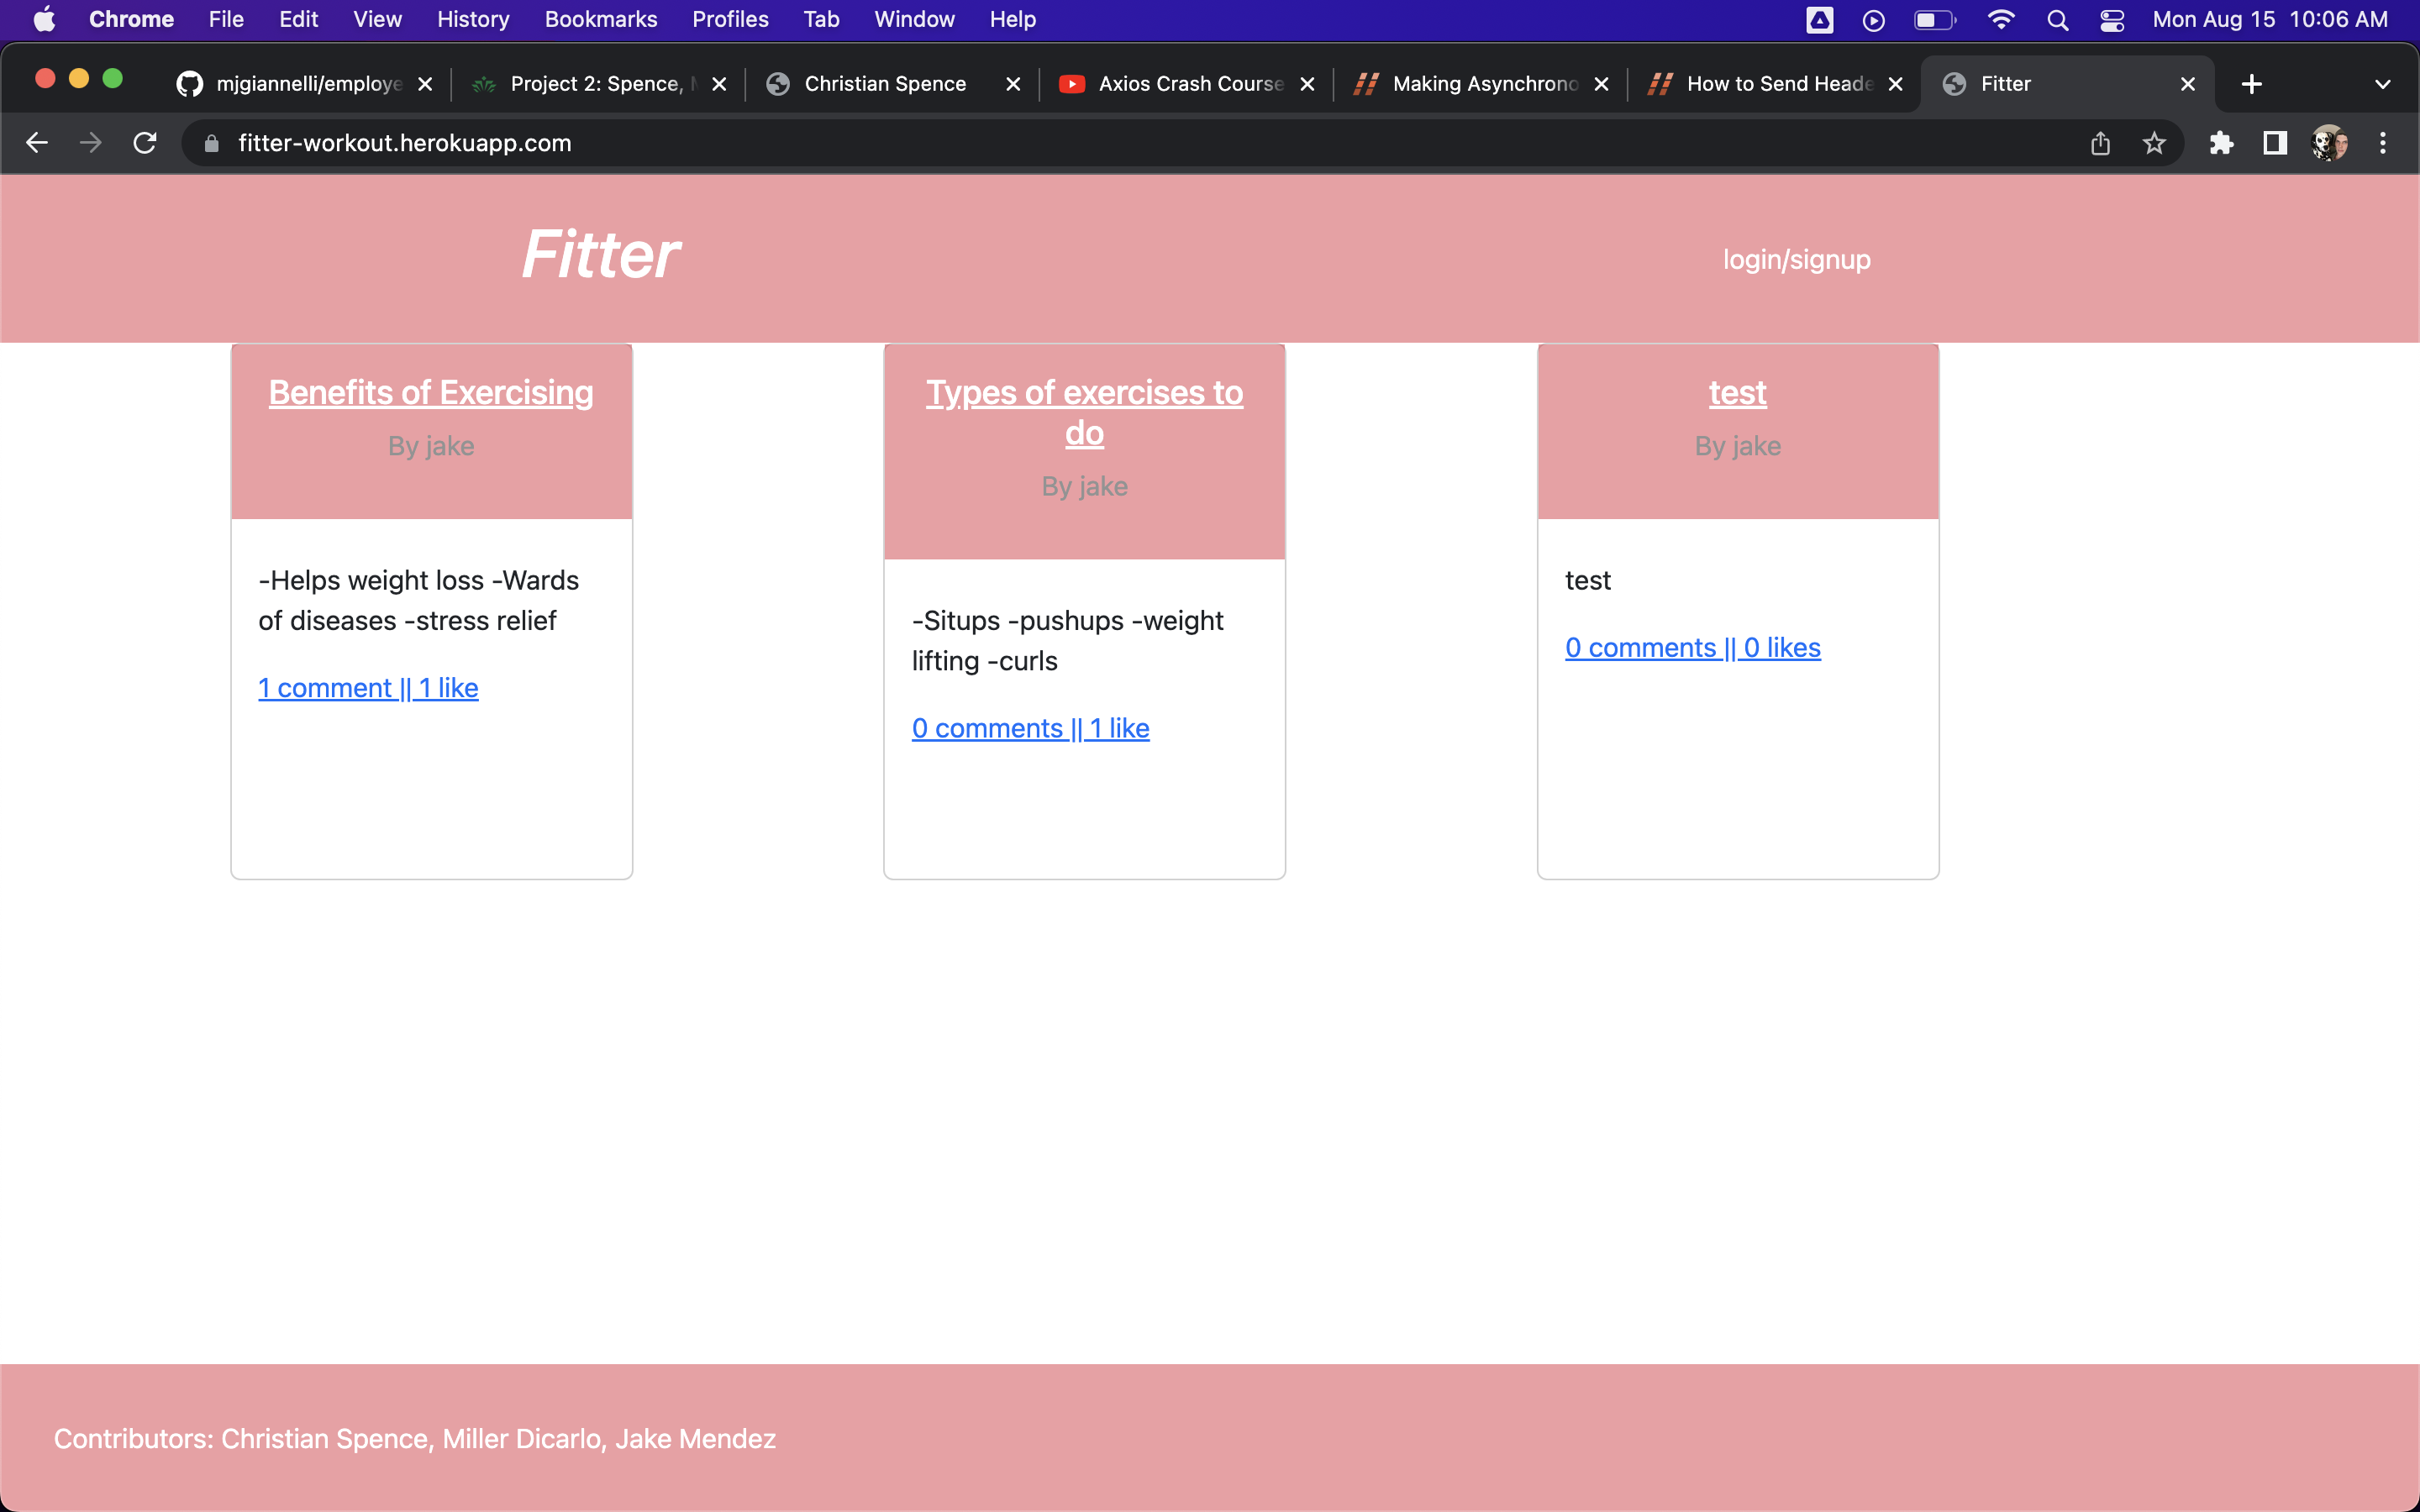 Chrome File Edit View History Bookmarks Profiles Tab Window Help Mon Aug 15 10:06 AM
mjgiannelli/employe Project 2: Spence, Christian Spence Axios Crash Course Making Asynchrono How to Send Heade Fitter
fitter-workout.herokuapp.com
Fitter
login/signup
Benefits of Exercising
By jake
-Helps weight loss -Wards
of diseases -stress relief
1 comment || 1 like
Types of exercises to
do
By jake
-Situps -pushups -weight
lifting -curls
0 comments || 1 like
test
By jake
test
0 comments || 0 likes
Contributors: Christian Spence, Miller Dicarlo, Jake Mendez